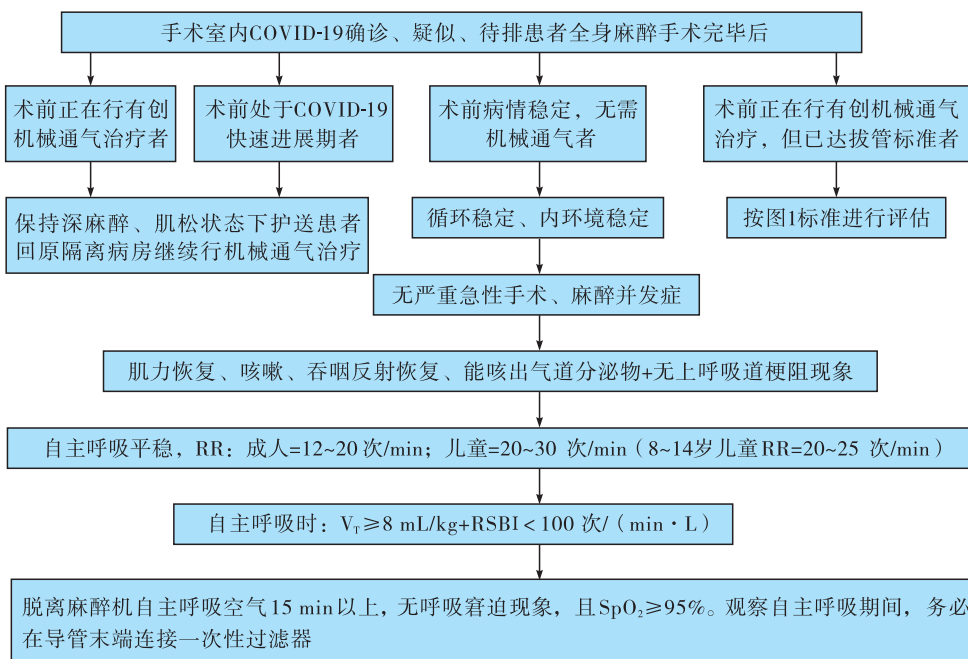 手术室内COVID-19确诊、疑似、待排患者全身麻醉手术完毕后
术前正在行有创
机械通气治疗者
术前处于COVID-19
快速进展期者
术前病情稳定，无需
机械通气者
术前正在行有创机械通气
治疗，但已达拔管标准者
保持深麻醉、肌松状态下护送患者
回原隔离病房继续行机械通气治疗
循环稳定、内环境稳定
按图1标准进行评估
无严重急性手术、麻醉并发症
肌力恢复、咳嗽、吞咽反射恢复、能咳出气道分泌物+无上呼吸道梗阻现象
自主呼吸平稳，RR：成人=12~20次/min；儿童=20~30 次/min（8~14岁儿童RR=20~25 次/min）
自主呼吸时：V_T≥8 mL/kg+RSBI＜100 次/（min·L）
脱离麻醉机自主呼吸空气15 min以上，无呼吸窘迫现象，且SpO₂≥95%。观察自主呼吸期间，务必
在导管末端连接一次性过滤器